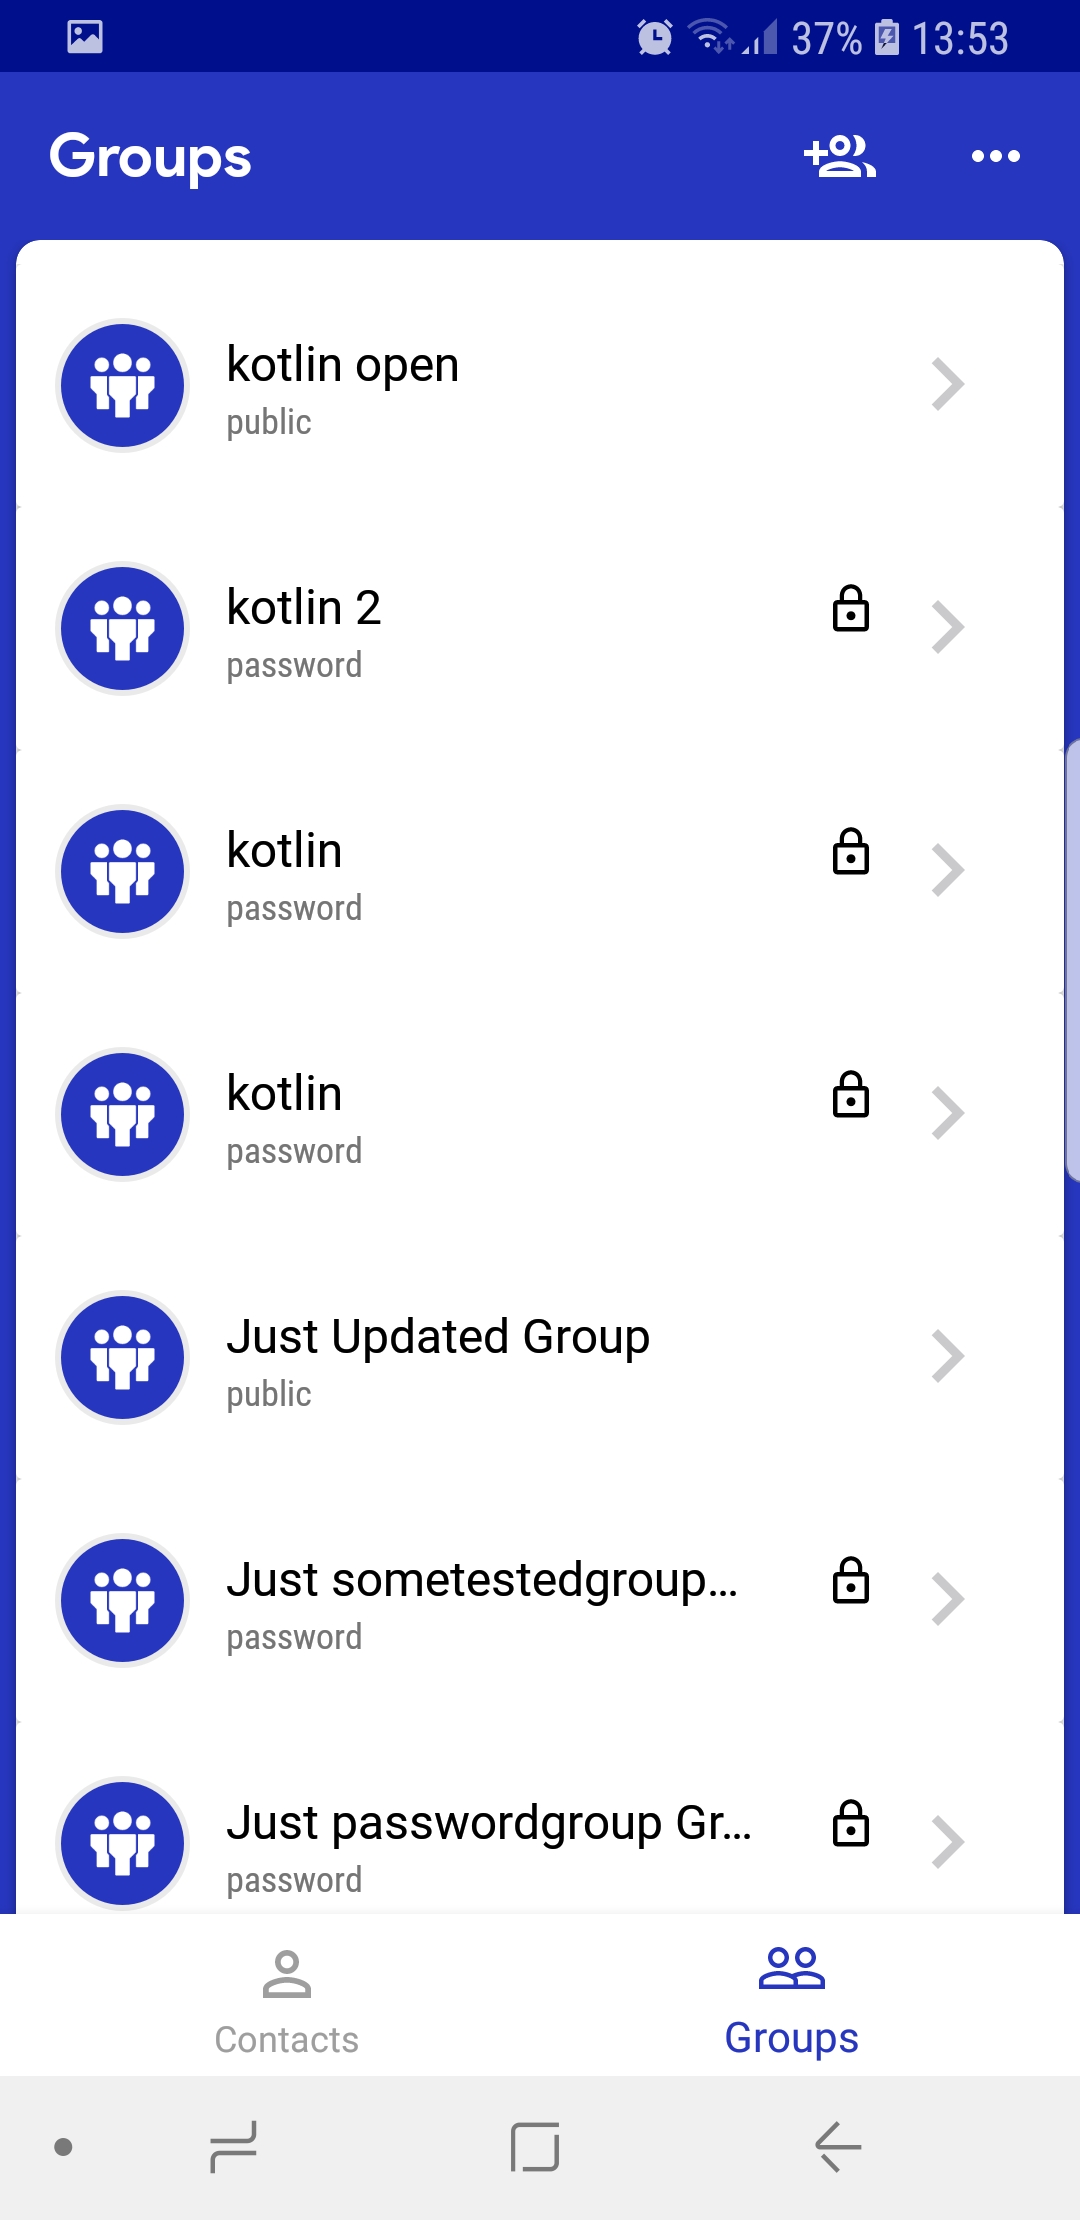 37% 13:53
Groups
kotlin open
public
kotlin 2
password
kotlin
password
kotlin
password
Just Updated Group
public
Just sometestedgroup...
password
Just passwordgroup Gr...
password
Contacts
Groups